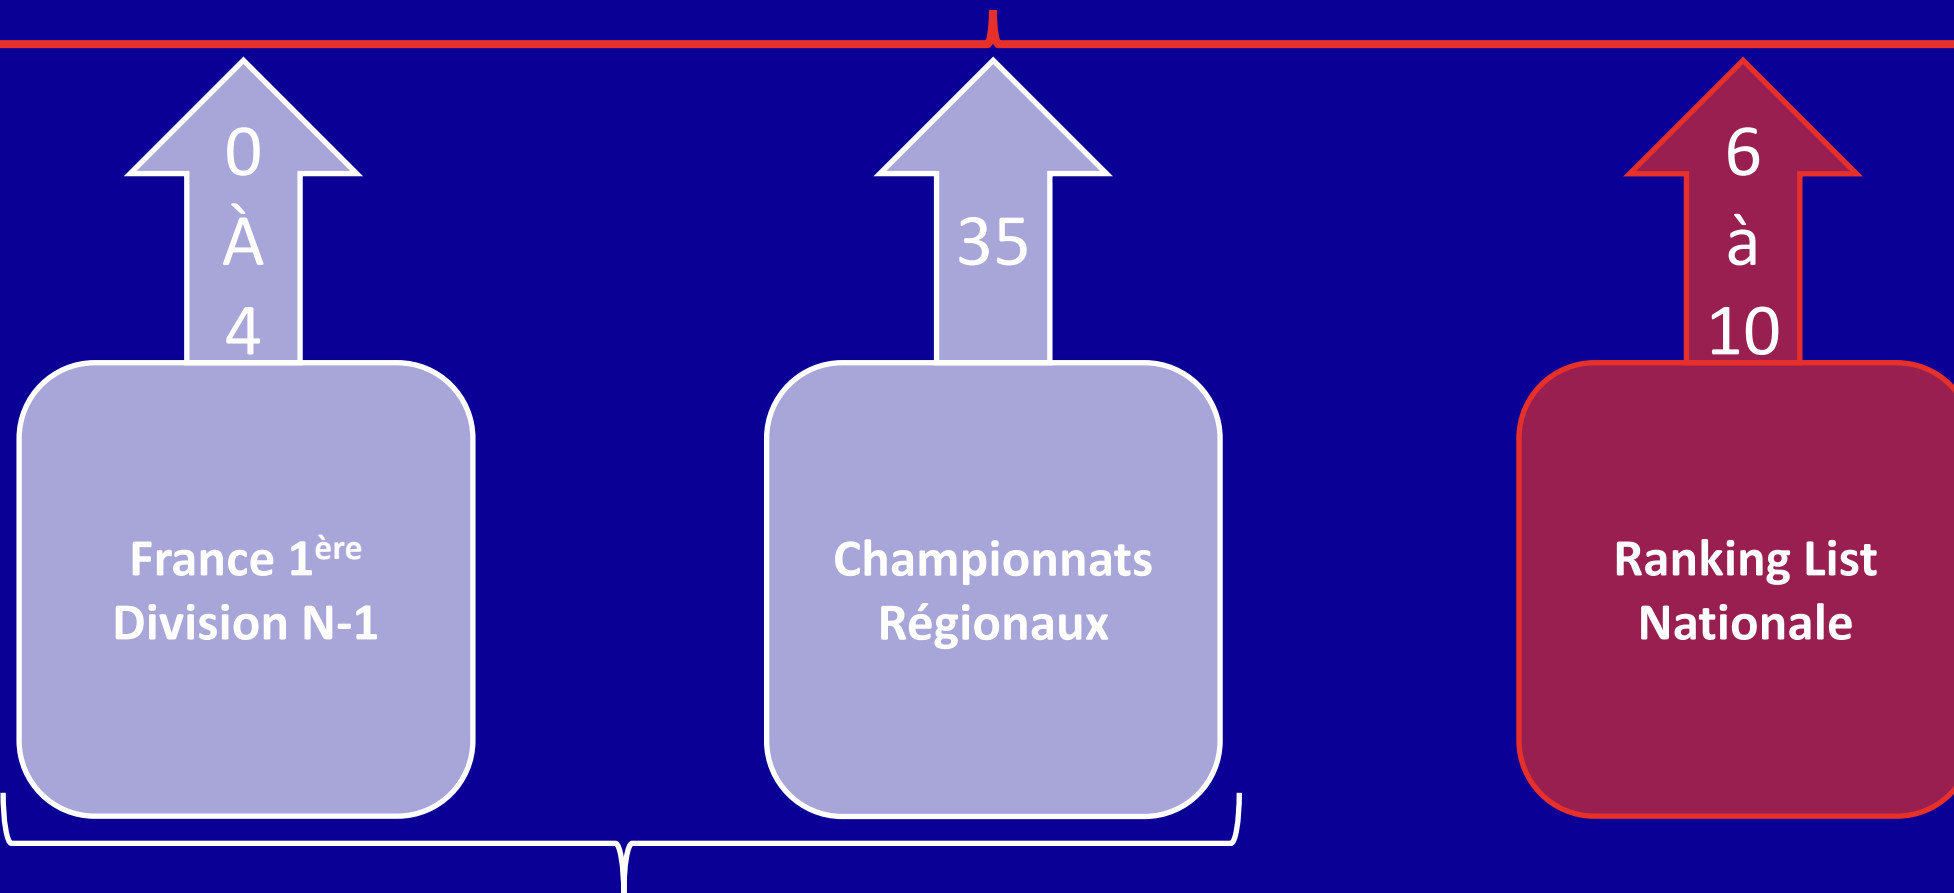 0
À
4
35
6
à
10
France 1ère
Division N-1
Championnats
Régionaux
Ranking List
Nationale